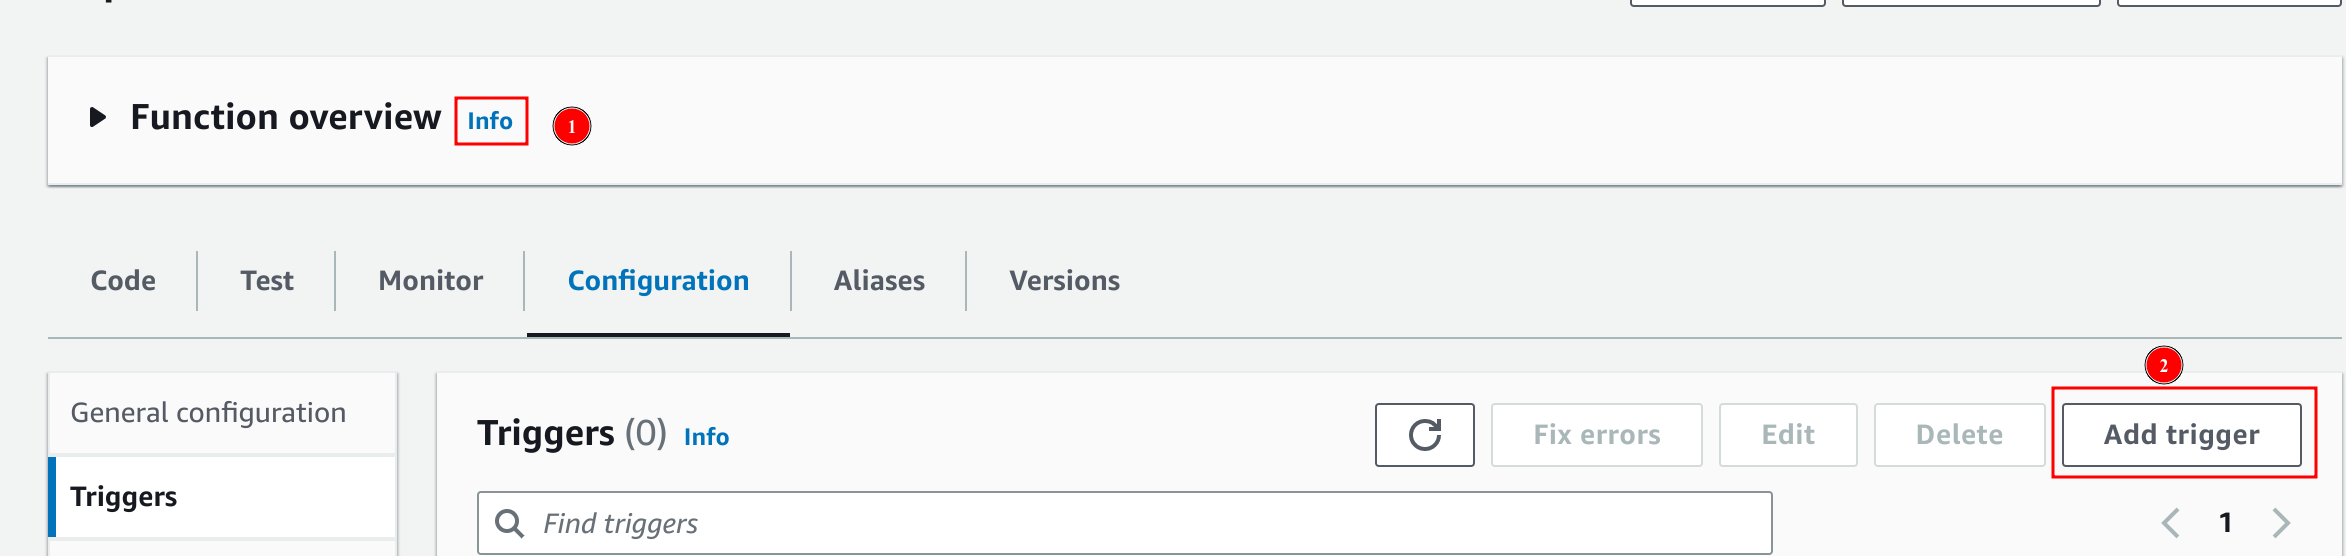 Function overview Info 1
Code Test Monitor Configuration Aliases Versions
2
General configuration
Triggers (0) Info Fix errors Edit Delete Add trigger
Triggers
Find triggers 1